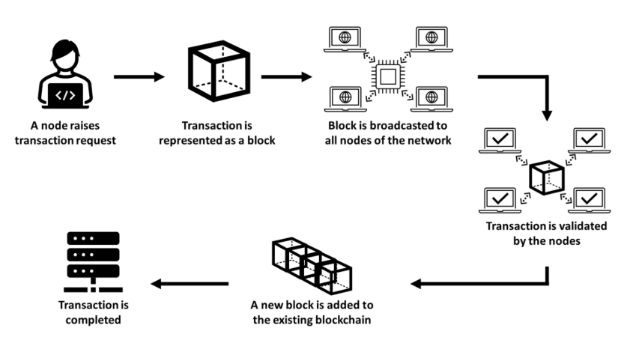 </>
A node raises
transaction request
Transaction is
represented as a block
Block is broadcasted to
all nodes of the network
Transaction is validated
by the nodes
A new block is added to
the existing blockchain
Transaction is
completed